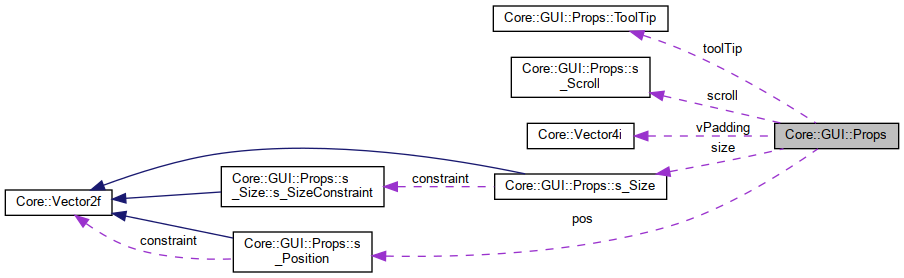 Core::GUI::Props::ToolTip
toolTip
Core::GUI::Props::s
_Scroll
scroll
Core::Vector4i
vPadding
Core::GUI::Props
size
Core::GUI::Props::s
_Size::s_SizeConstraint
constraint
Core::GUI::Props::s_Size
Core::Vector2f
pos
constraint
Core::GUI::Props::s
_Position